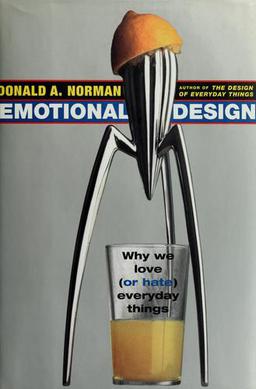 DONALD A. NORMAN
AUTHOR OF THE DESIGN
OF EVERYDAY THINGS
EMOTIONAL DESIGN
Why we
love
(or hate)
everyday
things